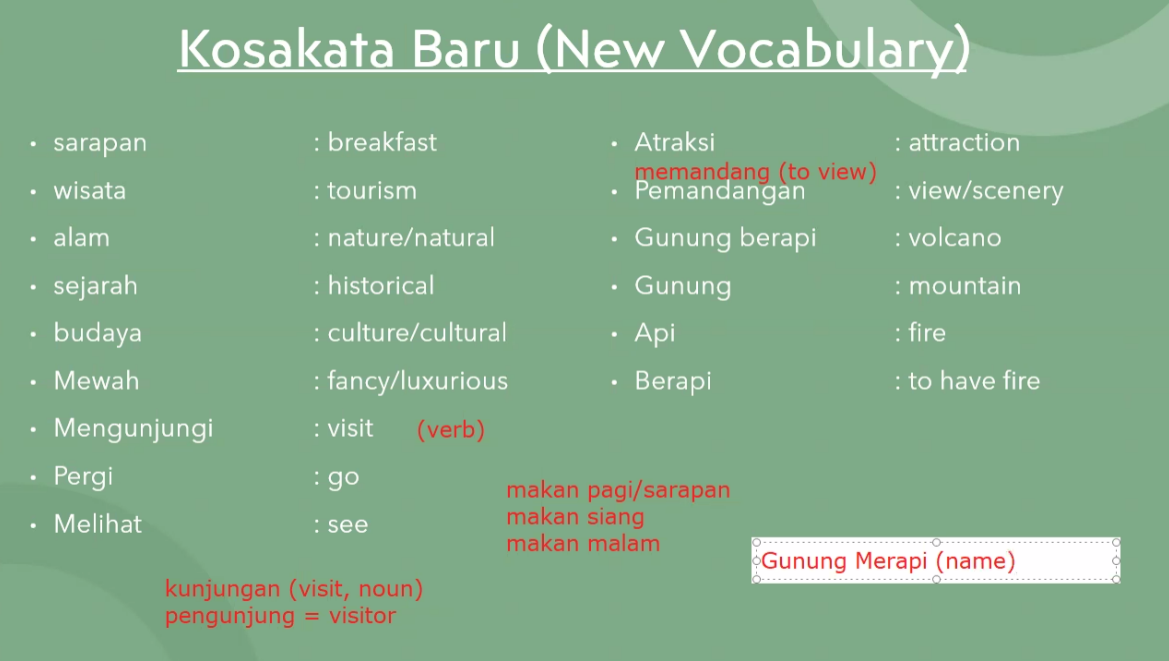 Kosakata Baru (New Vocabulary)
• sarapan : breakfast
• wisata : tourism
• alam : nature/natural
• sejarah : historical
• budaya : culture/cultural
• Mewah : fancy/luxurious
• Mengunjungi : visit (verb)
• Pergi : go
• Melihat : see
kunjungan (visit, noun)
pengunjung = visitor
makan pagi/sarapan
makan siang
makan malam
• Atraksi : attraction
memandang (to view)
• Pemandangan : view/scenery
• Gunung berapi : volcano
• Gunung : mountain
• Api : fire
• Berapi : to have fire
Gunung Merapi (name)